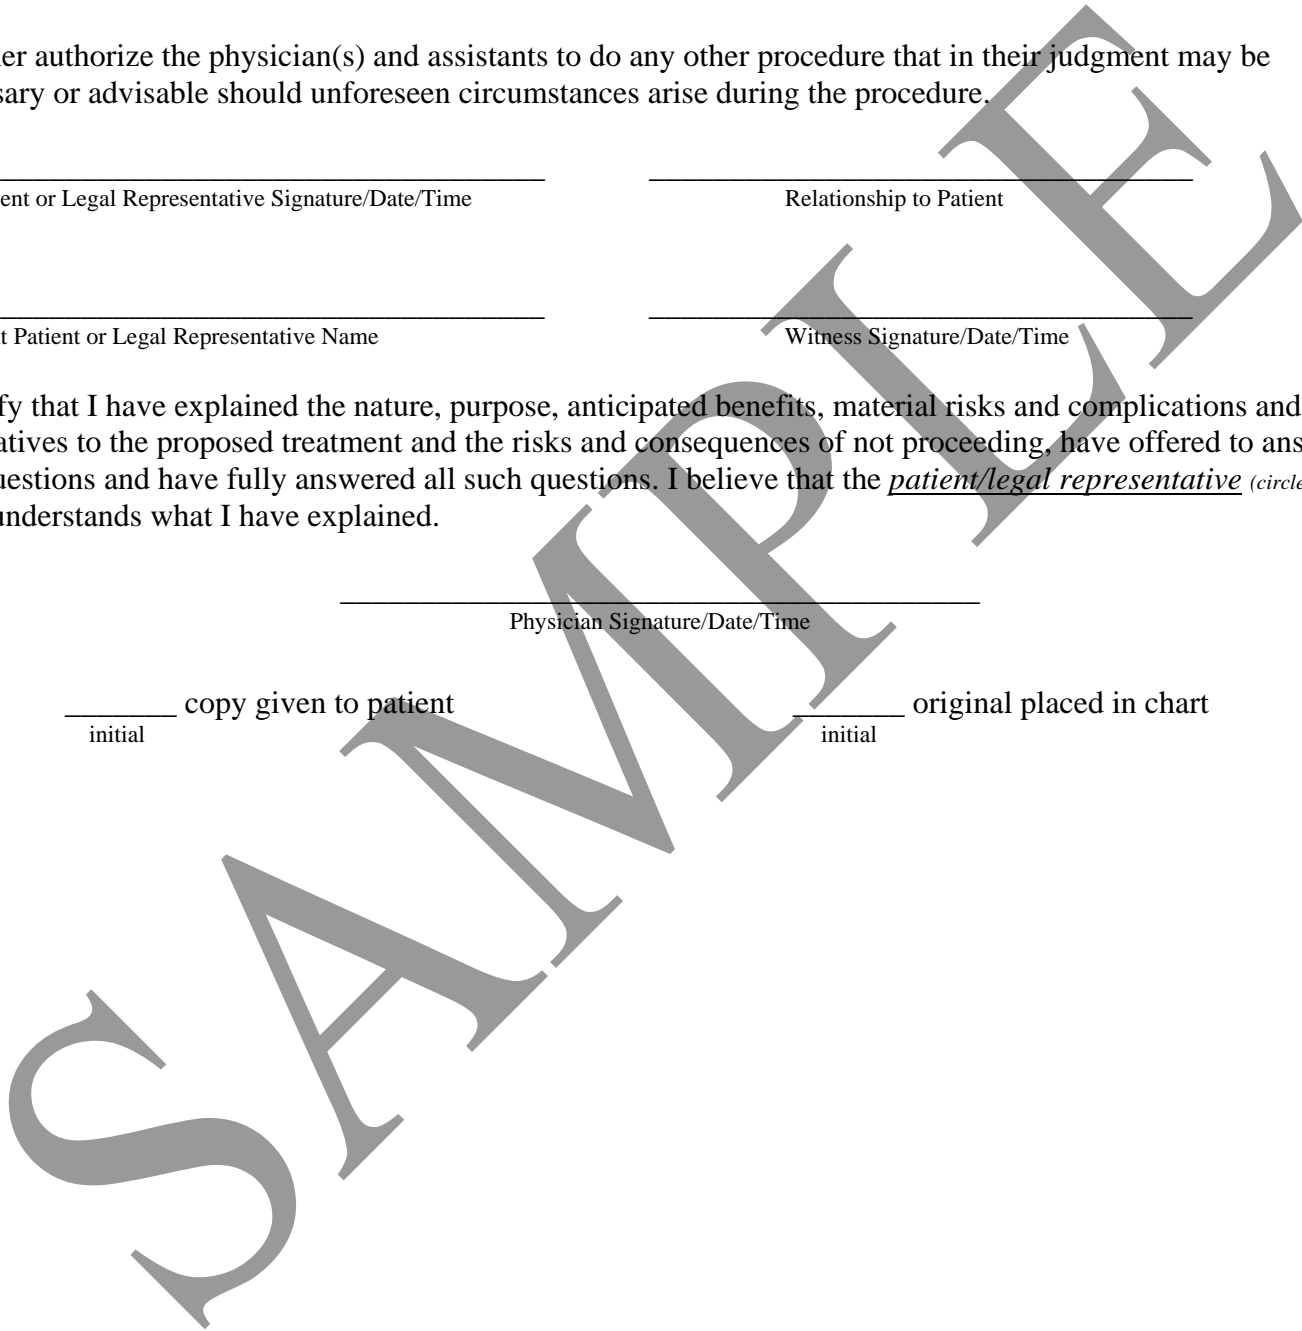 er authorize the physician(s) and assistants to do any other procedure that in their judgment may be
sary or advisable should unforeseen circumstances arise during the procedure.
ent or Legal Representative Signature/Date/Time Relationship to Patient
t Patient or Legal Representative Name Witness Signature/Date/Time
fy that I have explained the nature, purpose, anticipated benefits, material risks and complications and
atives to the proposed treatment and the risks and consequences of not proceeding, have offered to ans
uestions and have fully answered all such questions. I believe that the patient/legal representative (circle
understands what I have explained.
Physician Signature/Date/Time
_______ copy given to patient _______ original placed in chart
initial initial
SAMPLE